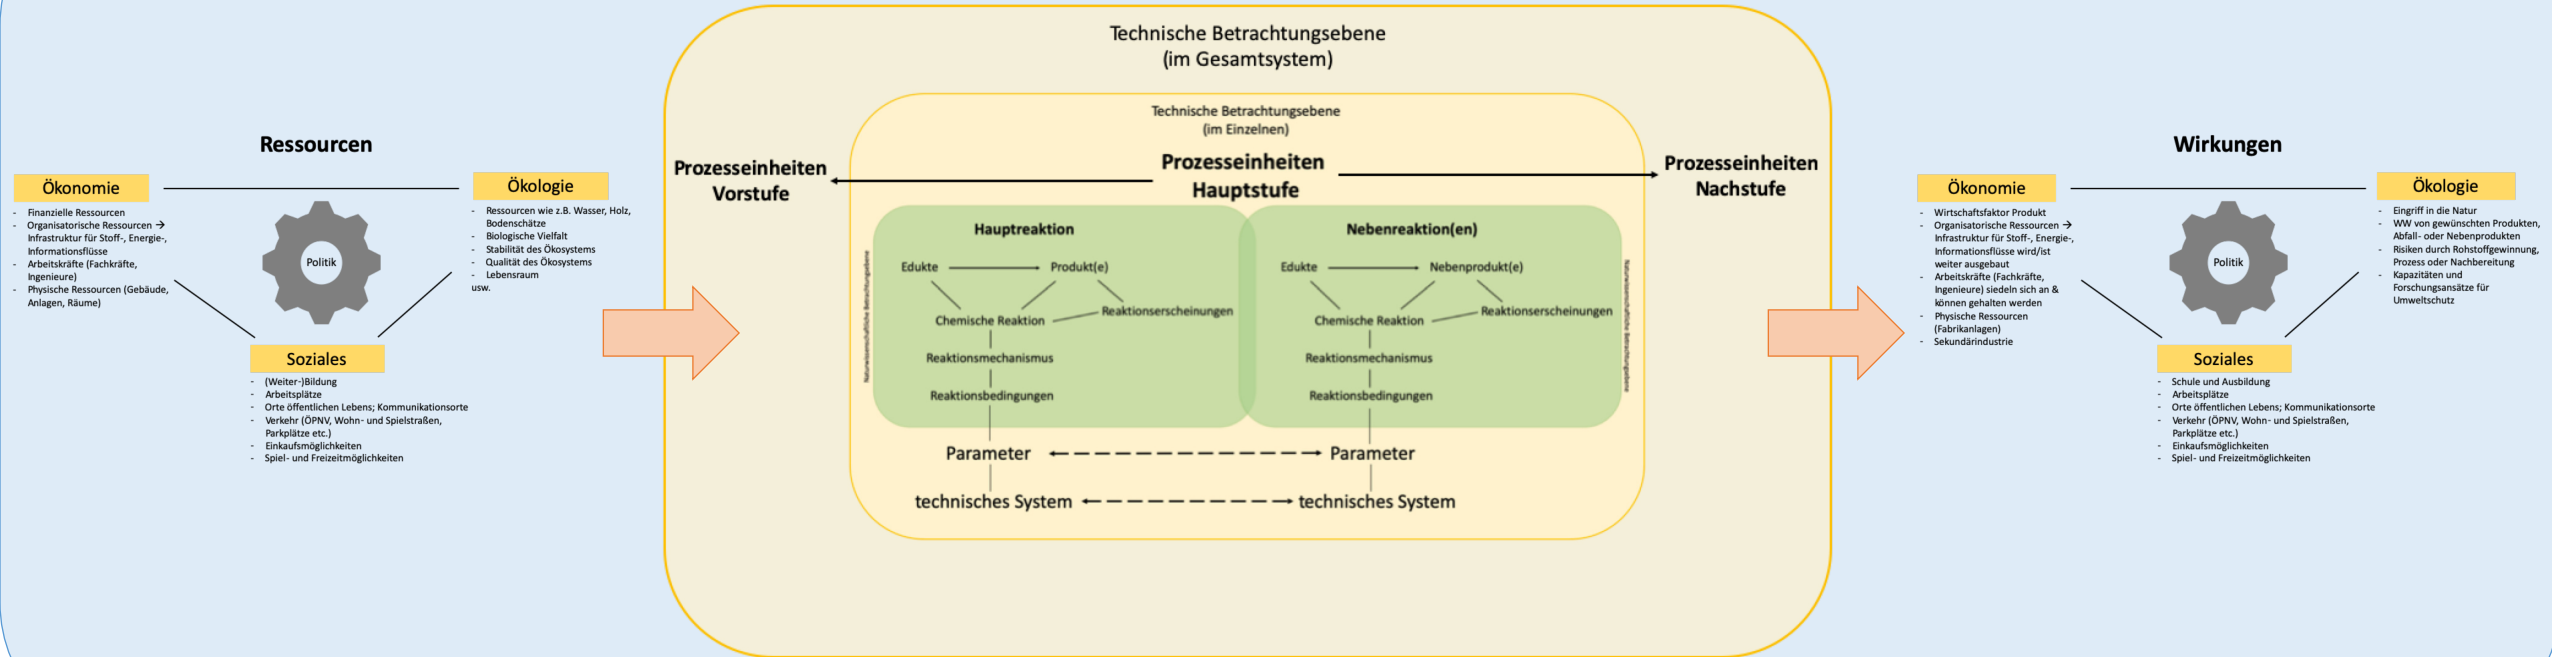 Technische Betrachtungsebene
(im Gesamtsystem)
Ressourcen
Ökonomie
- Finanzielle Ressourcen
- Organisatorische Ressourcen →
Infrastruktur für Stoff-, Energie-,
Informationsflüsse
- Arbeitskräfte (Fachkräfte,
Ingenieure)
- Physische Ressourcen (Gebäude,
Anlagen, Räume)
Politik
Ökologie
- Ressourcen wie z.B. Wasser, Holz,
Bodenschätze
- Biologische Vielfalt
- Stabilität des Ökosystems
- Qualität des Ökosystems
- Lebensraum
usw.
Soziales
- (Weiter-)Bildung
- Arbeitsplätze
- Orte öffentlichen Lebens; Kommunikationsorte
- Verkehr (ÖPNV, Wohn- und Spielstraßen,
Parkplätze etc.)
- Einkaufsmöglichkeiten
- Spiel- und Freizeitmöglichkeiten
Prozesseinheiten
Vorstufe
Technische Betrachtungsebene
(im Einzelnen)
Prozesseinheiten
Hauptstufe
Naturwissenschaftliche Betrachtungsebene
Hauptreaktion
Edukte
Produkt(e)
Chemische Reaktion
Reaktionserscheinungen
Reaktionsmechanismus
Reaktionsbedingungen
Parameter
technisches System
Nebenreaktion(en)
Edukte
Nebenprodukt(e)
Chemische Reaktion
Reaktionserscheinungen
Reaktionsmechanismus
Reaktionsbedingungen
Parameter
technisches System
Naturwissenschaftliche Betrachtungsebene
Prozesseinheiten
Nachstufe
Wirkungen
Ökonomie
- Wirtschaftsfaktor Produkt
- Organisatorische Ressourcen →
Infrastruktur für Stoff-, Energie-,
Informationsflüsse wird/ist
weiter ausgebaut
- Arbeitskräfte (Fachkräfte,
Ingenieure) siedeln sich an &
können gehalten werden
- Physische Ressourcen
(Fabrikanlagen)
- Sekundärindustrie
Politik
Ökologie
- Eingriff in die Natur
- WW von gewünschten Produkten,
Abfall- oder Nebenprodukten
- Risiken durch Rohstoffgewinnung,
Prozess oder Nachbereitung
- Kapazitäten und
Forschungsansätze für
Umweltschutz
Soziales
- Schule und Ausbildung
- Arbeitsplätze
- Orte öffentlichen Lebens; Kommunikationsorte
- Verkehr (ÖPNV, Wohn- und Spielstraßen,
Parkplätze etc.)
- Einkaufsmöglichkeiten
- Spiel- und Freizeitmöglichkeiten